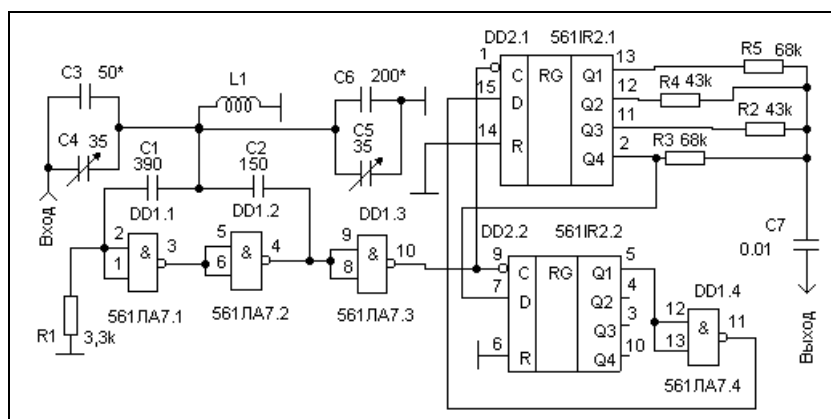 DD2.1 561IR2.1
C3 50*
L1
C6 200*
C4 35
C5 35
C1 390
C2 150
1 C RG Q1 13
15 D Q2 12
14 R Q3 11
Q4 2
R5 68k
R4 43k
R2 43k
R3 68k
Вход
DD1.1
DD1.2
DD1.3
2 & 3
1
5 & 4
6
9 & 10
8
561ЛА7.1
561ЛА7.2
561ЛА7.3
R1 3,3k
DD2.2 561IR2.2
9 C RG Q1 5
7 D Q2 4
Q3 3
6 R Q4 10
C7 0.01
DD1.4
12 & 11
13
561ЛА7.4
Выход